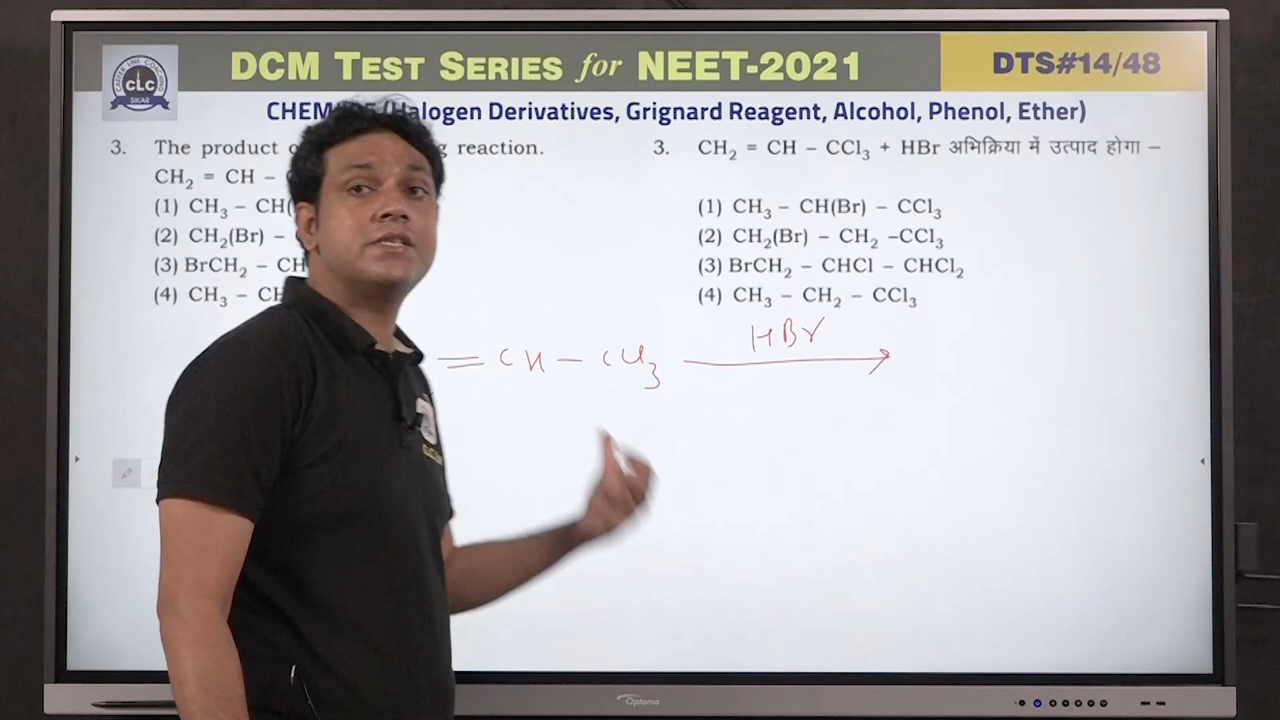 DCM TEST SERIES for NEET-2021
DTS#14/48
CLC
SIKAR
CHEM (Halogen Derivatives, Grignard Reagent, Alcohol, Phenol, Ether)
3. The product reaction.
CH₂ = CH –
(1) CH₃ – CH(
(2) CH₂(Br) –
(3) BrCH₂ – CH
(4) CH₃ – CH
3. CH₂ = CH – CCl₃ + HBr अभिक्रिया में उत्पाद होगा –
(1) CH₃ – CH(Br) – CCl₃
(2) CH₂(Br) – CH₂ –CCl₃
(3) BrCH₂ – CHCl – CHCl₂
(4) CH₃ – CH₂ – CCl₃
HBr
= CH – CCl₃
Optoma